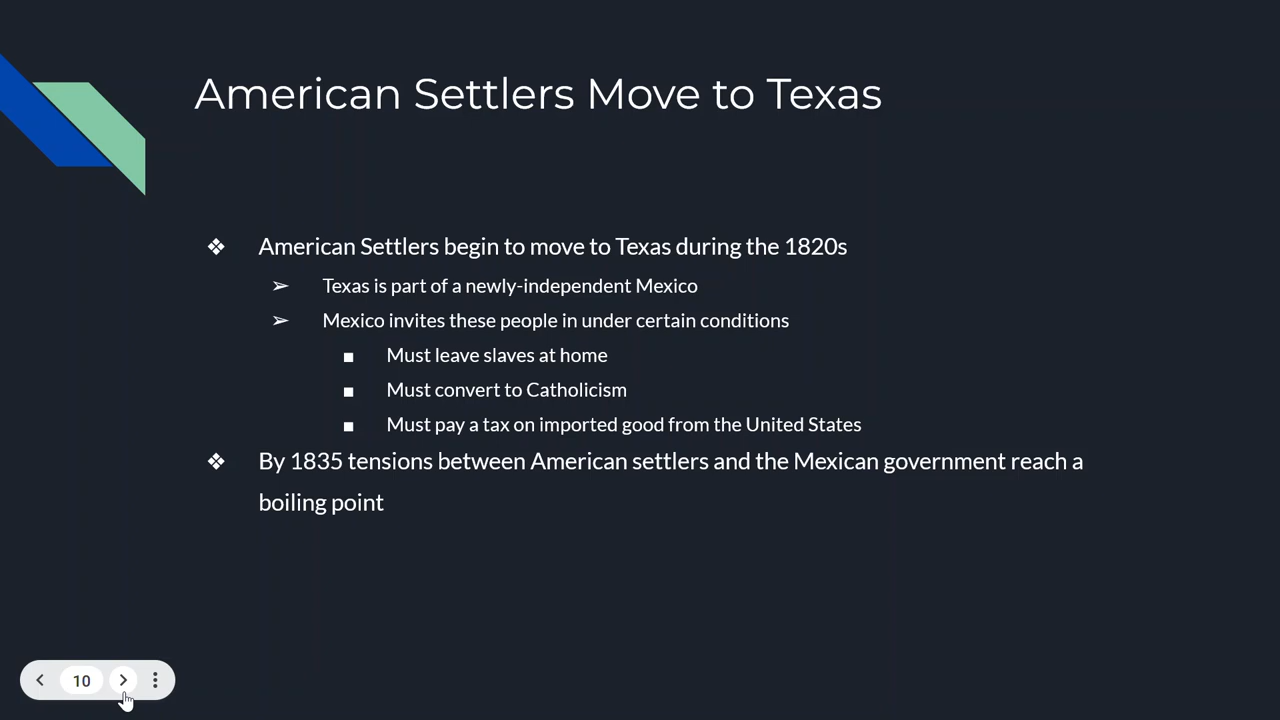 American Settlers Move to Texas
❖ American Settlers begin to move to Texas during the 1820s
➢ Texas is part of a newly-independent Mexico
➢ Mexico invites these people in under certain conditions
■ Must leave slaves at home
■ Must convert to Catholicism
■ Must pay a tax on imported good from the United States
❖ By 1835 tensions between American settlers and the Mexican government reach a
boiling point
10